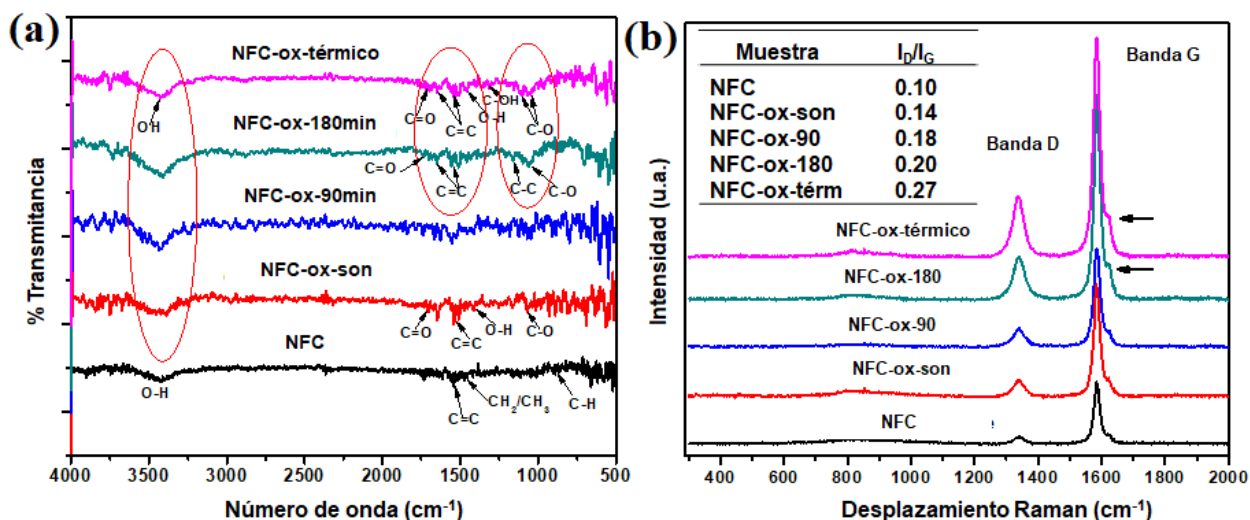 (a)
NFC-ox-térmico
O-H
C=O
C=C
C-OH
O-H
C-O
NFC-ox-180min
C=O
C=C
C-C
C-O
NFC-ox-90min
NFC-ox-son
C=O
C=C
O-H
C-O
NFC
O-H
C=C
CH₂/CH₃
C-H
% Transmitancia
4000 3500 3000 2500 2000 1500 1000 500
Número de onda (cm⁻¹)
(b)
Muestra I_D/I_G
NFC 0.10
NFC-ox-son 0.14
NFC-ox-90 0.18
NFC-ox-180 0.20
NFC-ox-térm 0.27
Banda G
Banda D
NFC-ox-térmico
NFC-ox-180
NFC-ox-90
NFC-ox-son
NFC
Intensidad (u.a.)
400 600 800 1000 1200 1400 1600 1800 2000
Desplazamiento Raman (cm⁻¹)